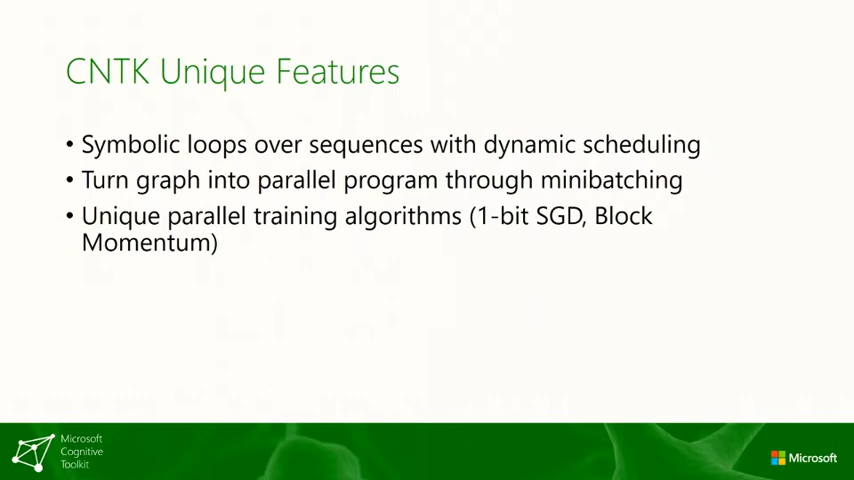 CNTK Unique Features
• Symbolic loops over sequences with dynamic scheduling
• Turn graph into parallel program through minibatching
• Unique parallel training algorithms (1-bit SGD, Block
Momentum)
Microsoft
Cognitive
Toolkit
Microsoft